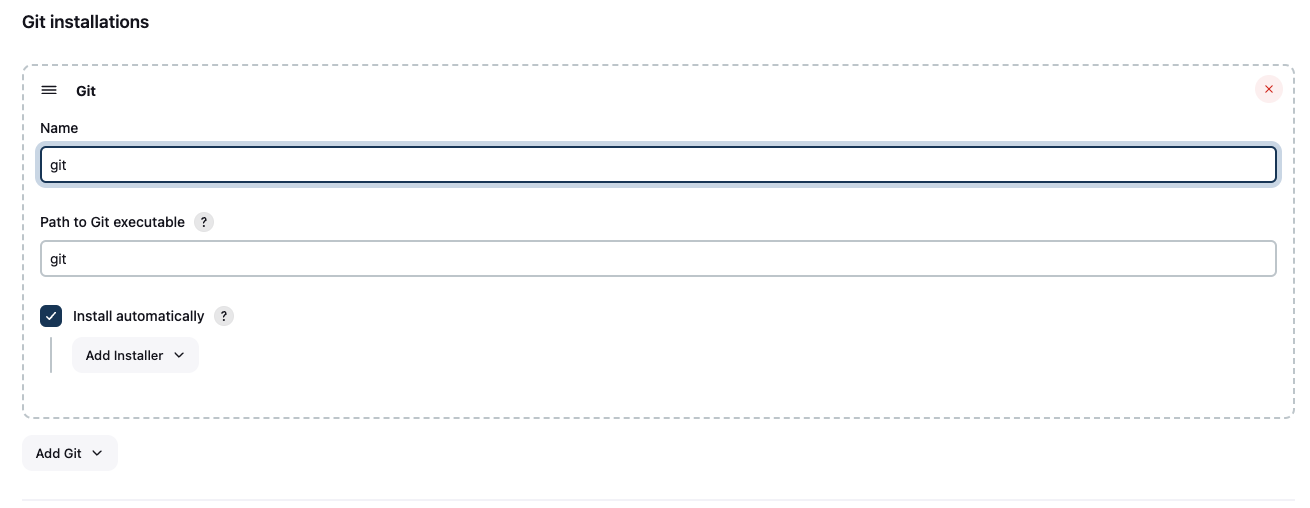 Git installations
Git
Name
git
Path to Git executable ?
git
Install automatically ?
Add Installer
Add Git